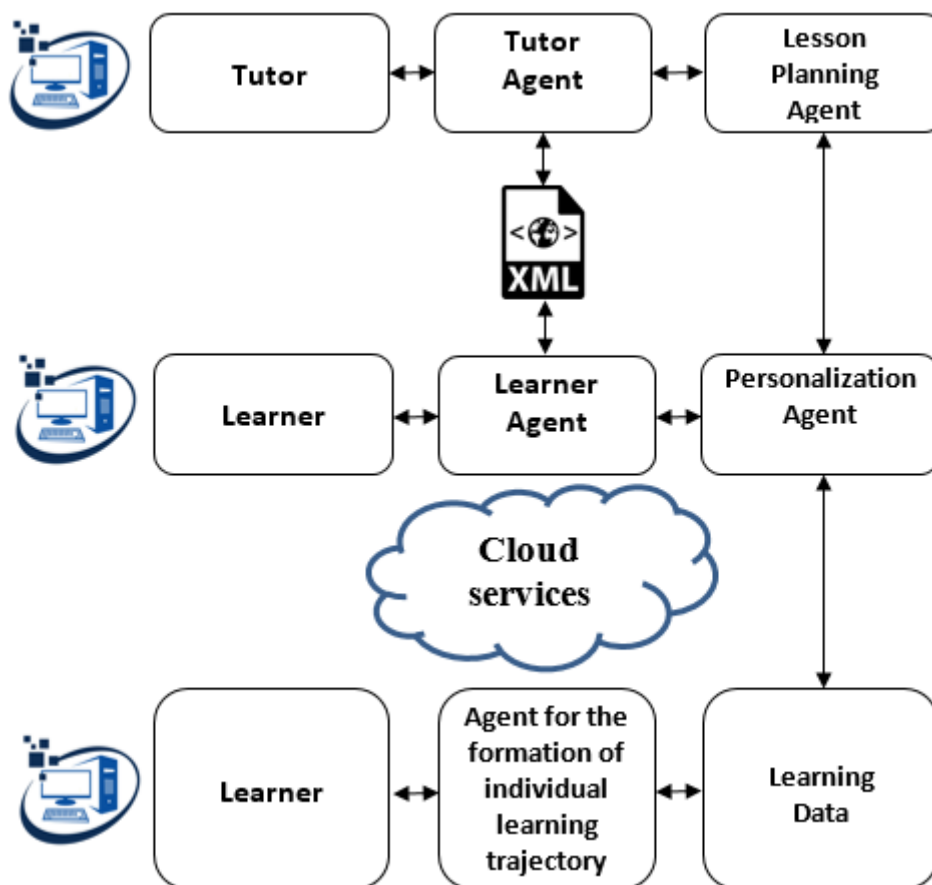 Tutor
Tutor
Agent
Lesson
Planning
Agent
< >
XML
Learner
Learner
Agent
Personalization
Agent
Cloud
services
Learner
Agent for the
formation of
individual
learning
trajectory
Learning
Data